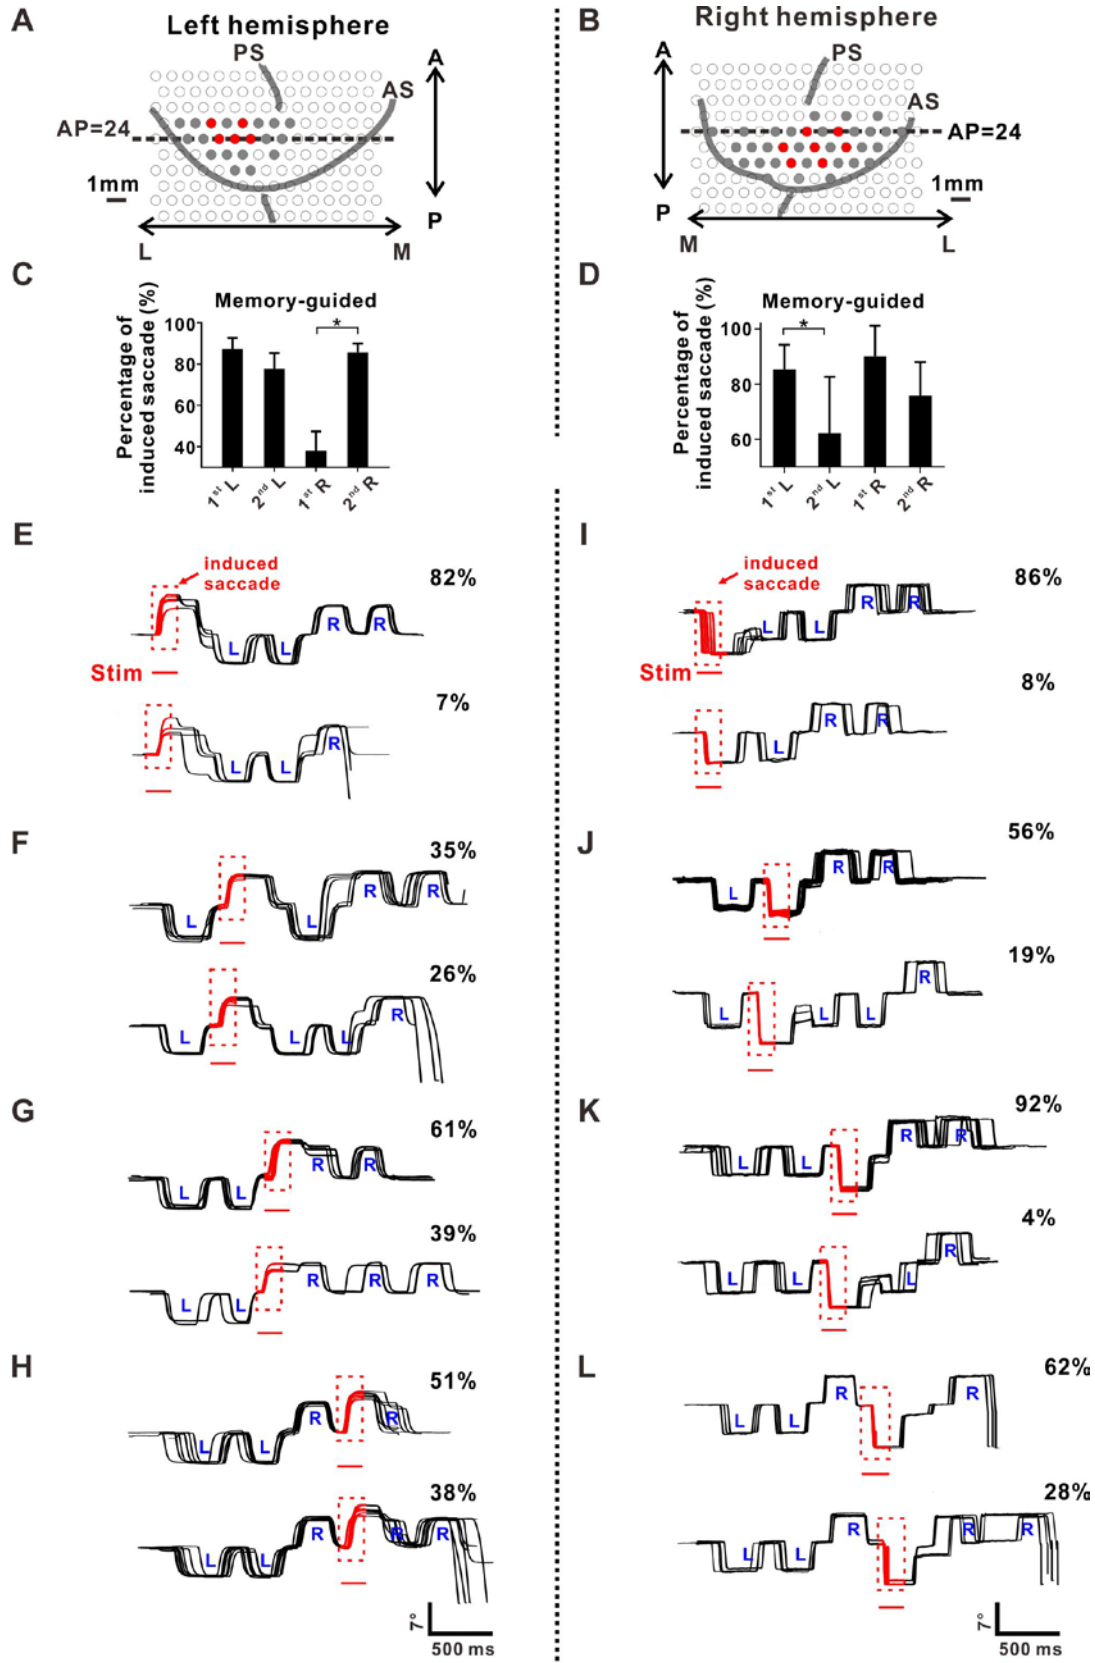 A
Left hemisphere
PS
A
AS
AP=24
1mm
P
L
M
B
Right hemisphere
A
PS
AS
AP=24
1mm
P
M
L
C
Memory-guided
Percentage of
induced saccade (%)
100
80
60
40
*
1st L
2nd L
1st R
2nd R
D
Memory-guided
Percentage of
induced saccade (%)
100
80
60
*
1st L
2nd L
1st R
2nd R
E
induced
saccade
82%
L L R R
Stim
7%
L L R
F
35%
L L R R
26%
L L L R
G
61%
L L R R
39%
L L R R R
H
51%
L L R R
38%
L L R R R
7°
500 ms
I
induced
saccade
86%
L L R R
Stim
8%
L R R
J
56%
L R R
19%
L L L R
K
92%
L L R R
4%
L L L R
L
62%
L L R R
28%
L L R R R
7°
500 ms